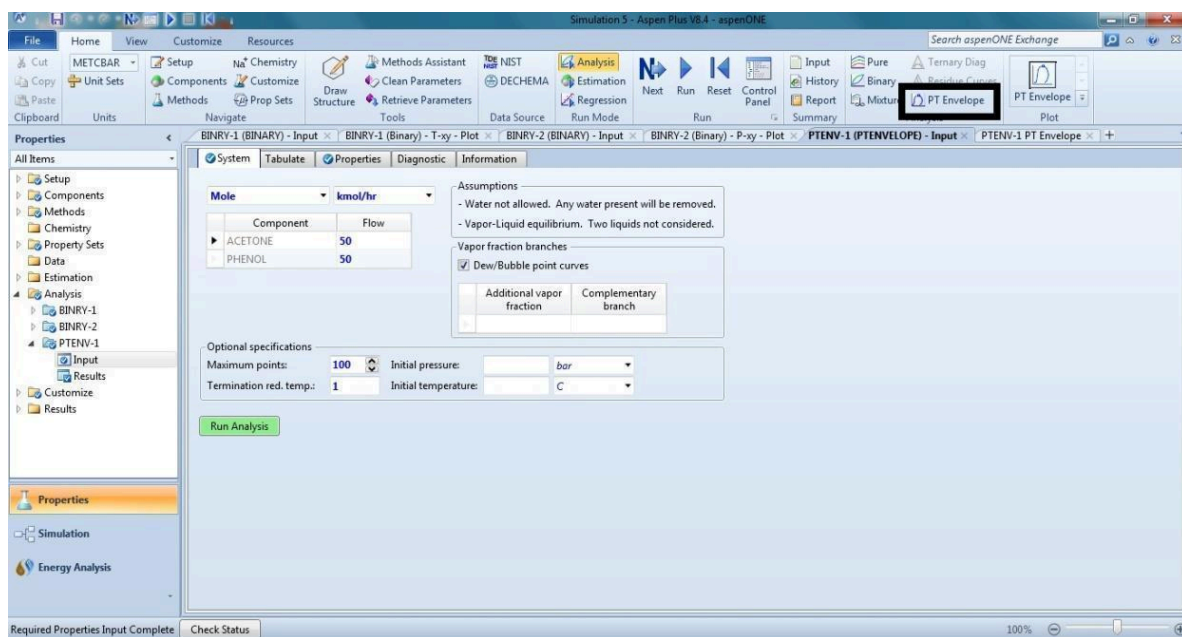 Simulation 5 - Aspen Plus V8.4 - aspenONE
File Home View Customize Resources Search aspenONE Exchange
Cut METCBAR Setup Na+ Chemistry Methods Assistant NIST Analysis Input Pure Ternary Diag
Copy Unit Sets Components Customize Clean Parameters DECHEMA Estimation History Binary Residue Curves
Paste Methods Prop Sets Draw Structure Retrieve Parameters Regression Next Run Reset Control Panel Report Mixture PT Envelope PT Envelope
Clipboard Units Navigate Tools Data Source Run Mode Run Summary Plot
Properties BINRY-1 (BINARY) - Input BINRY-1 (Binary) - T-xy - Plot BINRY-2 (BINARY) - Input BINRY-2 (Binary) - P-xy - Plot PTENV-1 (PTENVELOPE) - Input PTENV-1 PT Envelope +
All Items
Setup
Components
Methods
Chemistry
Property Sets
Data
Estimation
Analysis
BINRY-1
BINRY-2
PTENV-1
Input
Results
Customize
Results
Properties
Simulation
Energy Analysis
System Tabulate Properties Diagnostic Information
Mole kmol/hr
Component Flow
ACETONE 50
PHENOL 50
Assumptions
- Water not allowed. Any water present will be removed.
- Vapor-Liquid equilibrium. Two liquids not considered.
Vapor fraction branches
Dew/Bubble point curves
Additional vapor fraction Complementary branch
Optional specifications
Maximum points: 100 Initial pressure: bar
Termination red. temp.: 1 Initial temperature: C
Run Analysis
Required Properties Input Complete Check Status 100%